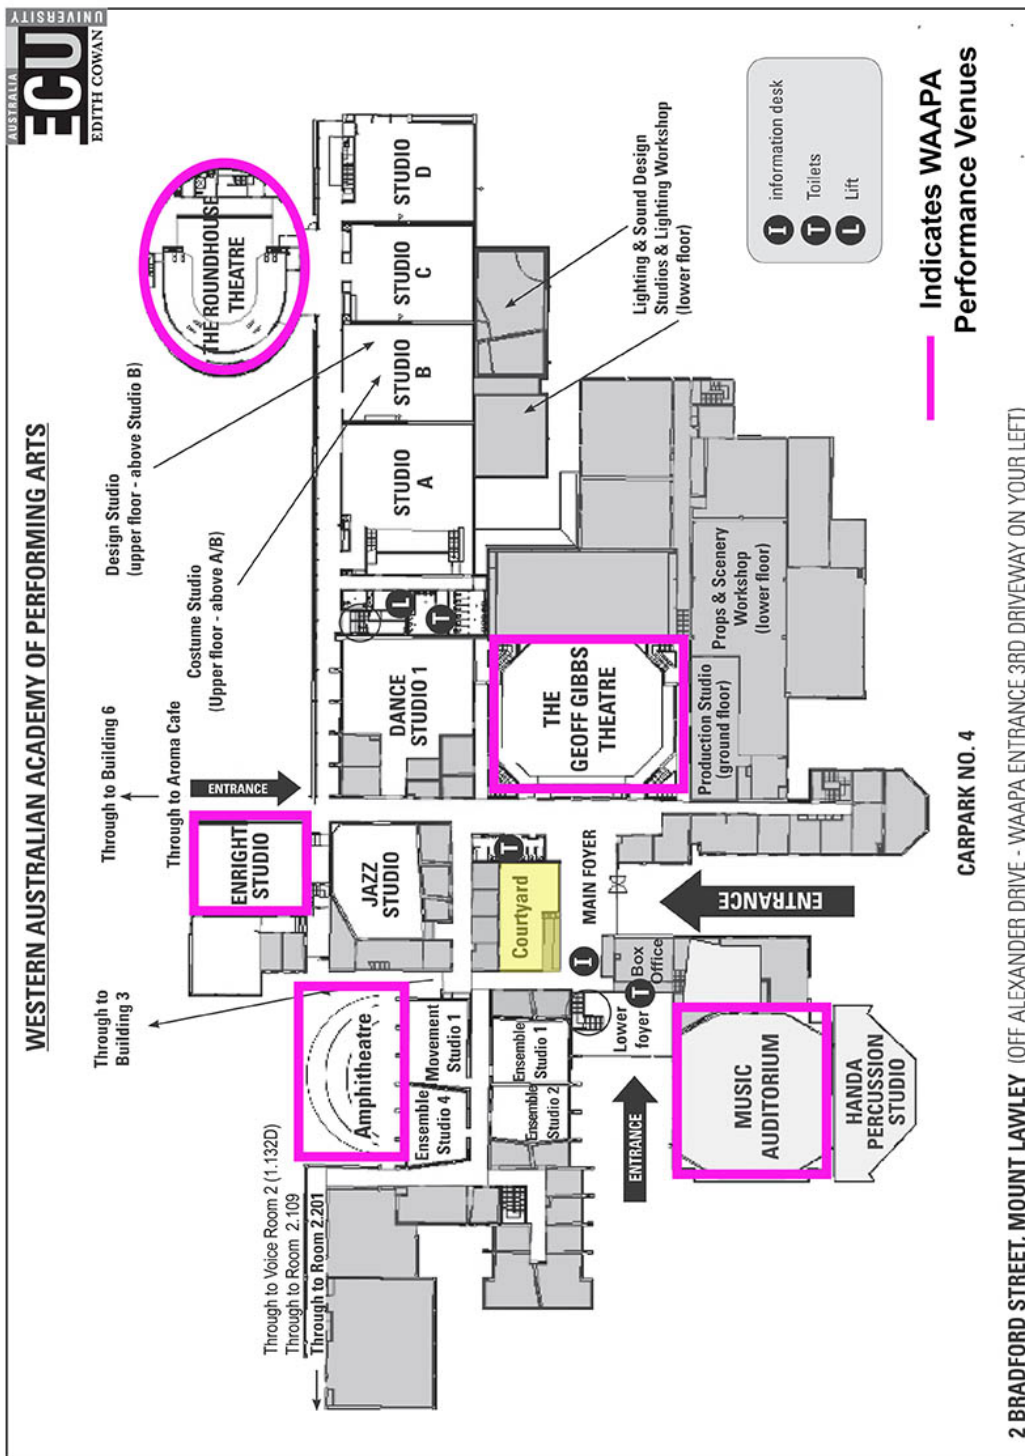 WESTERN AUSTRALIAN ACADEMY OF PERFORMING ARTS
AUSTRALIA
ECU
EDITH COWAN
UNIVERSITY
Through to
Building 3
Through to Building 6
Through to Aroma Cafe
Design Studio
(upper floor - above Studio B)
Costume Studio
(Upper floor - above A/B)
THE ROUNDHOUSE
THEATRE
ENTRANCE
ENRIGHT
STUDIO
Through to Voice Room 2 (1.132D)
Through to Room 2.109
Through to Room 2.201
Amphitheatre
JAZZ
STUDIO
DANCE
STUDIO 1
L
T
STUDIO
A
STUDIO
B
STUDIO
C
STUDIO
D
Ensemble
Studio 4
Movement
Studio 1
Ensemble
Studio 2
Ensemble
Studio 1
Courtyard
T
THE
GEOFF GIBBS
THEATRE
I
MAIN FOYER
Lower
foyer
T
Box
Office
ENTRANCE
ENTRANCE
Production Studio
(ground floor)
Props & Scenery
Workshop
(lower floor)
Lighting & Sound Design
Studios & Lighting Workshop
(lower floor)
MUSIC
AUDITORIUM
HANDA
PERCUSSION
STUDIO
I information desk
T Toilets
L Lift
Indicates WAAPA
Performance Venues
CARPARK NO. 4
2 BRADFORD STREET, MOUNT LAWLEY (OFF ALEXANDER DRIVE - WAAPA ENTRANCE 3RD DRIVEWAY ON YOUR LEFT)